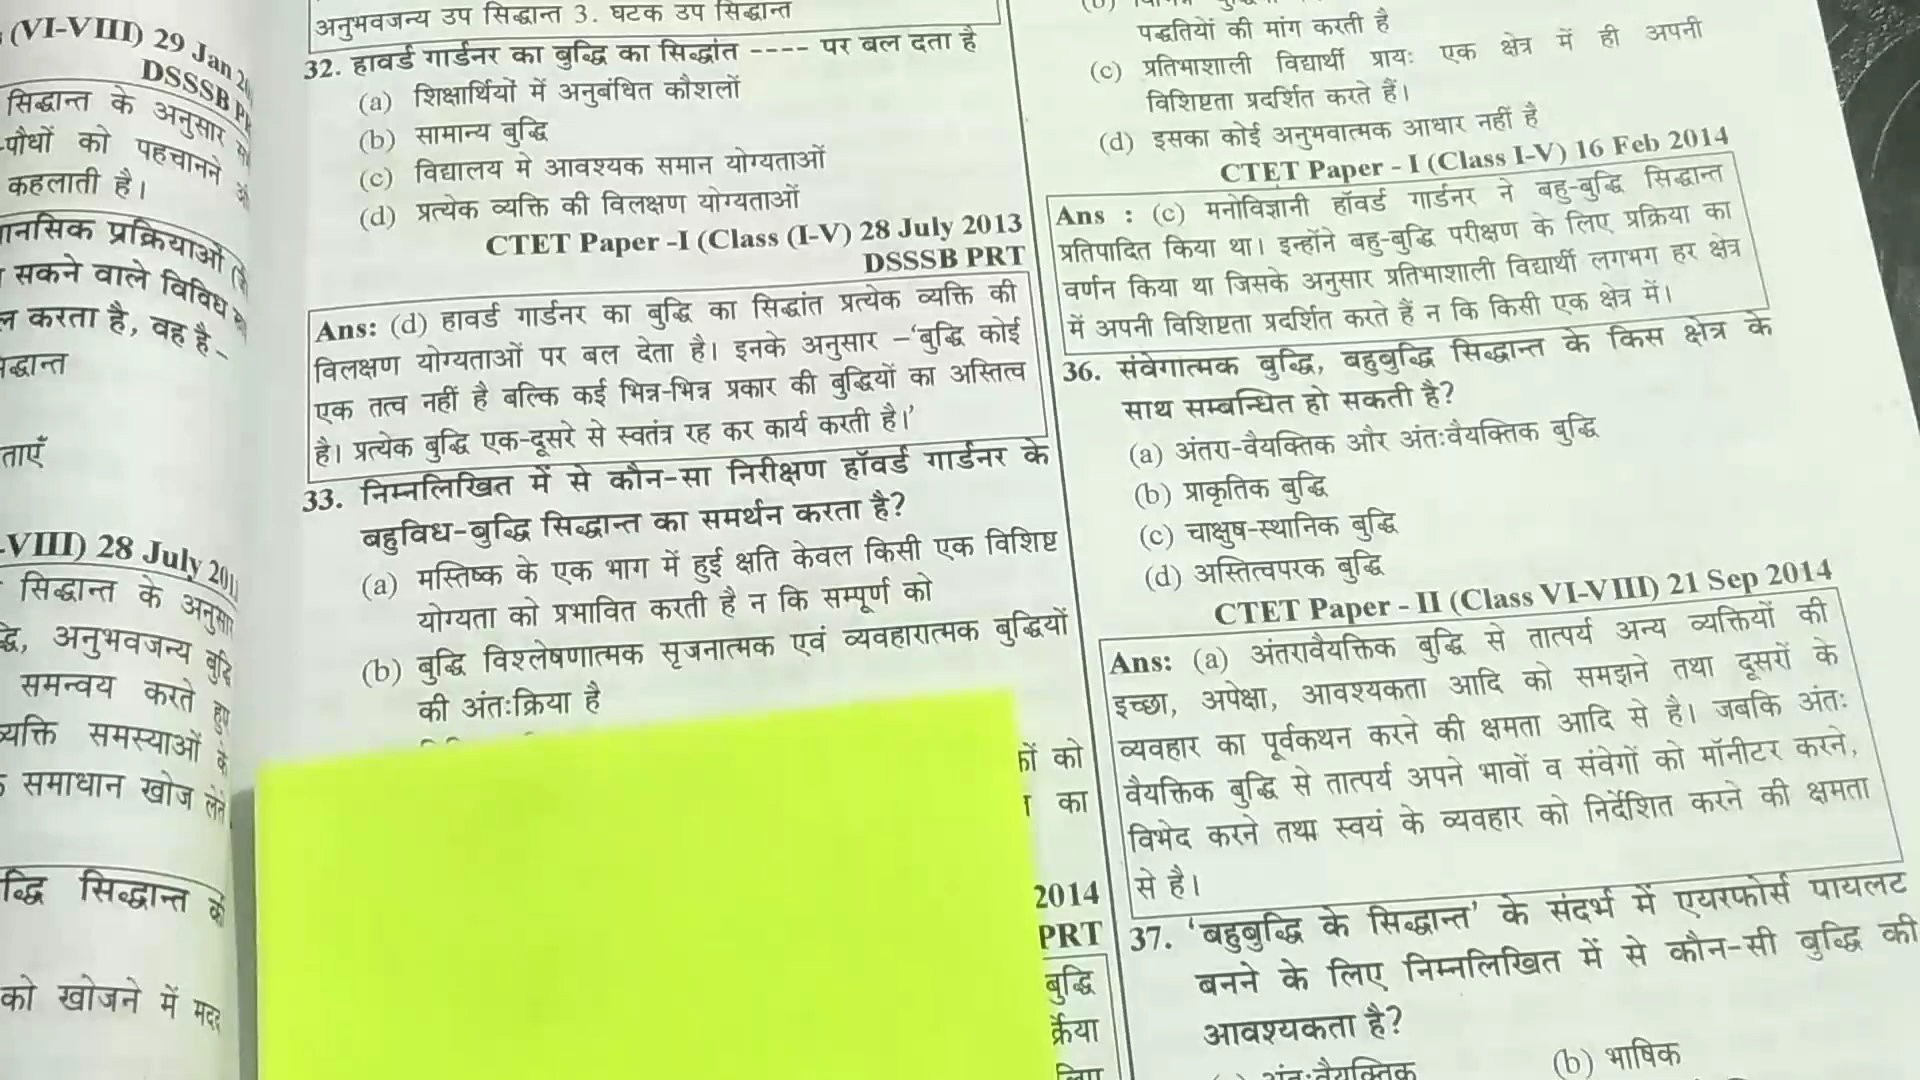 (VI-VIII) 29 Jan
DSSSB
सिद्धान्त के अनुसार
-पौधों को पहचानने
कहलाती है।
मानसिक प्रक्रियाओं
सकने वाले विविध
करता है, वह है-
सिद्धान्त
-VIII) 28 July
सिद्धान्त के अनुसार
अनुभवजन्य बुद्धि
समन्वय करते हुए
व्यक्ति समस्याओं के
समाधान खोज लेते
सिद्धान्त के
को खोजने में मदद
अनुभवजन्य उप सिद्धान्त 3. घटक उप सिद्धान्त
32. हावर्ड गार्डनर का बुद्धि का सिद्धांत ---- पर बल दता है
(a) शिक्षार्थियों में अनुबंधित कौशलों
(b) सामान्य बुद्धि
(c) विद्यालय मे आवश्यक समान योग्यताओं
(d) प्रत्येक व्यक्ति की विलक्षण योग्यताओं
CTET Paper -I (Class (I-V) 28 July 2013
DSSSB PRT
Ans: (d) हावर्ड गार्डनर का बुद्धि का सिद्धांत प्रत्येक व्यक्ति की
विलक्षण योग्यताओं पर बल देता है। इनके अनुसार –'बुद्धि कोई
एक तत्व नहीं है बल्कि कई भिन्न-भिन्न प्रकार की बुद्धियों का अस्तित्व
है। प्रत्येक बुद्धि एक-दूसरे से स्वतंत्र रह कर कार्य करती है।'
33. निम्नलिखित में से कौन-सा निरीक्षण हॉवर्ड गार्डनर के
बहुविध-बुद्धि सिद्धान्त का समर्थन करता है?
(a) मस्तिष्क के एक भाग में हुई क्षति केवल किसी एक विशिष्ट
योग्यता को प्रभावित करती है न कि सम्पूर्ण को
(b) बुद्धि विश्लेषणात्मक सृजनात्मक एवं व्यवहारात्मक बुद्धियों
की अंतःक्रिया है
को
का
2014
PRT
बुद्धि
पद्धतियों की मांग करती है
(c) प्रतिभाशाली विद्यार्थी प्रायः एक क्षेत्र में ही अपनी
विशिष्टता प्रदर्शित करते हैं।
(d) इसका कोई अनुभवात्मक आधार नहीं है
CTET Paper - I (Class I-V) 16 Feb 2014
Ans : (c) मनोविज्ञानी हॉवर्ड गार्डनर ने बहु-बुद्धि सिद्धान्त
प्रतिपादित किया था। इन्होंने बहु-बुद्धि परीक्षण के लिए प्रक्रिया का
वर्णन किया था जिसके अनुसार प्रतिभाशाली विद्यार्थी लगभग हर क्षेत्र
में अपनी विशिष्टता प्रदर्शित करते हैं न कि किसी एक क्षेत्र में।
36. संवेगात्मक बुद्धि, बहुबुद्धि सिद्धान्त के किस क्षेत्र के
साथ सम्बन्धित हो सकती है?
(a) अंतरा-वैयक्तिक और अंतःवैयक्तिक बुद्धि
(b) प्राकृतिक बुद्धि
(c) चाक्षुष-स्थानिक बुद्धि
(d) अस्तित्वपरक बुद्धि
CTET Paper - II (Class VI-VIII) 21 Sep 2014
Ans: (a) अंतरावैयक्तिक बुद्धि से तात्पर्य अन्य व्यक्तियों की
इच्छा, अपेक्षा, आवश्यकता आदि को समझने तथा दूसरों के
व्यवहार का पूर्वकथन करने की क्षमता आदि से है। जबकि अंतः
वैयक्तिक बुद्धि से तात्पर्य अपने भावों व संवेगों को मॉनीटर करने,
विभेद करने तथा स्वयं के व्यवहार को निर्देशित करने की क्षमता
से है।
37. 'बहुबुद्धि के सिद्धान्त' के संदर्भ में एयरफोर्स पायलट
बनने के लिए निम्नलिखित में से कौन-सी बुद्धि की
आवश्यकता है?
अंतःवैयक्तिक (b) भाषिक